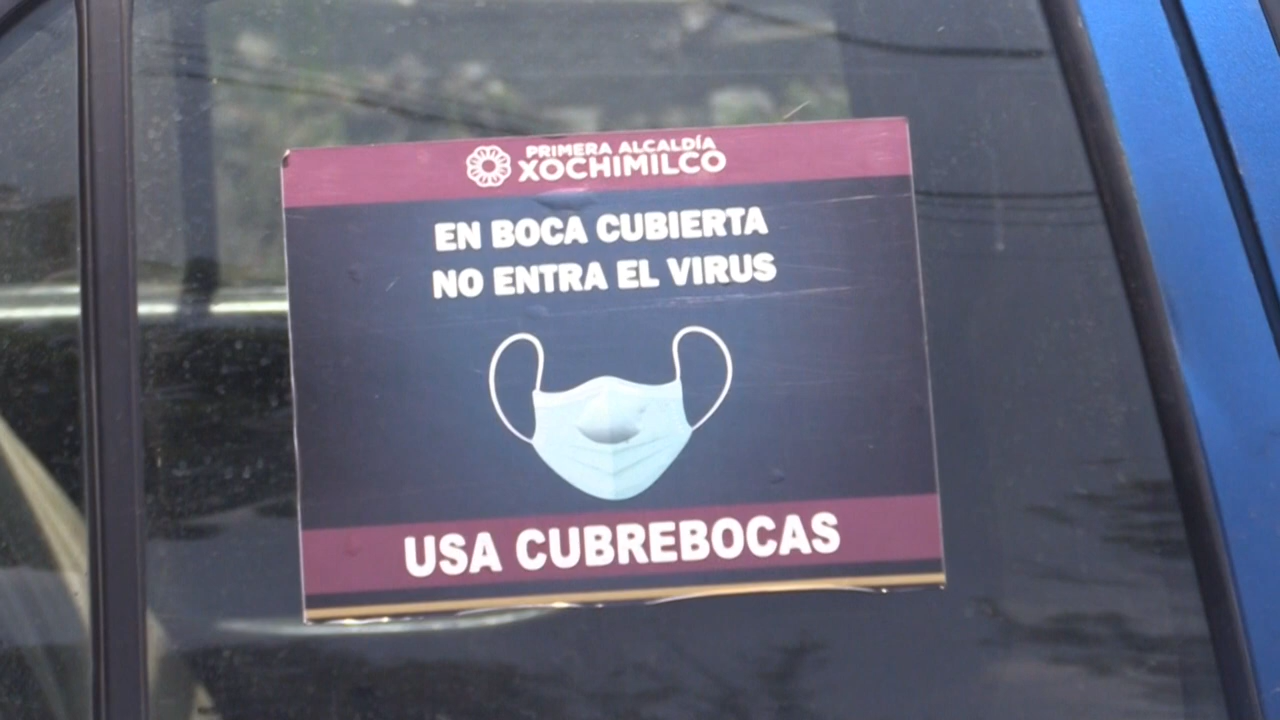 PRIMERA ALCALDÍA
XOCHIMILCO
EN BOCA CUBIERTA
NO ENTRA EL VIRUS
USA CUBREBOCAS